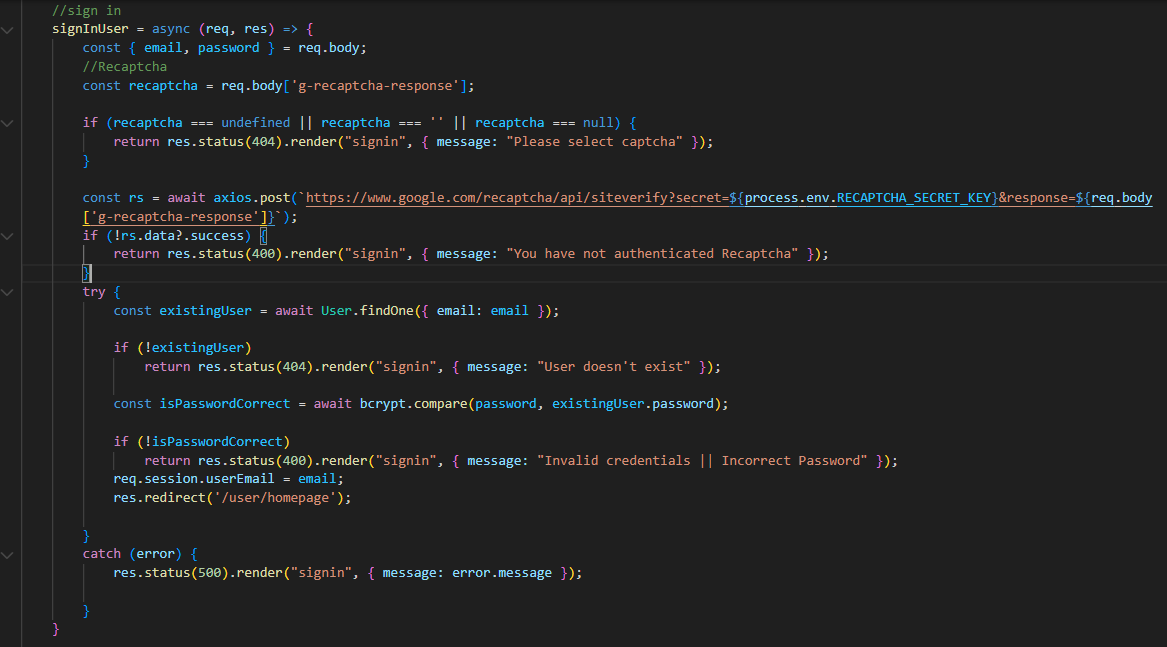 //sign in
signInUser = async (req, res) => {
const { email, password } = req.body;
//Recaptcha
const recaptcha = req.body['g-recaptcha-response'];
if (recaptcha === undefined || recaptcha === '' || recaptcha === null) {
return res.status(404).render("signin", { message: "Please select captcha" });
}
const rs = await axios.post(`https://www.google.com/recaptcha/api/siteverify?secret=${process.env.RECAPTCHA_SECRET_KEY}&response=${req.body
['g-recaptcha-response']}`);
if (!rs.data?.success) {
return res.status(400).render("signin", { message: "You have not authenticated Recaptcha" });
}
try {
const existingUser = await User.findOne({ email: email });
if (!existingUser)
return res.status(404).render("signin", { message: "User doesn't exist" });
const isPasswordCorrect = await bcrypt.compare(password, existingUser.password);
if (!isPasswordCorrect)
return res.status(400).render("signin", { message: "Invalid credentials || Incorrect Password" });
req.session.userEmail = email;
res.redirect('/user/homepage');
}
catch (error) {
res.status(500).render("signin", { message: error.message });
}
}